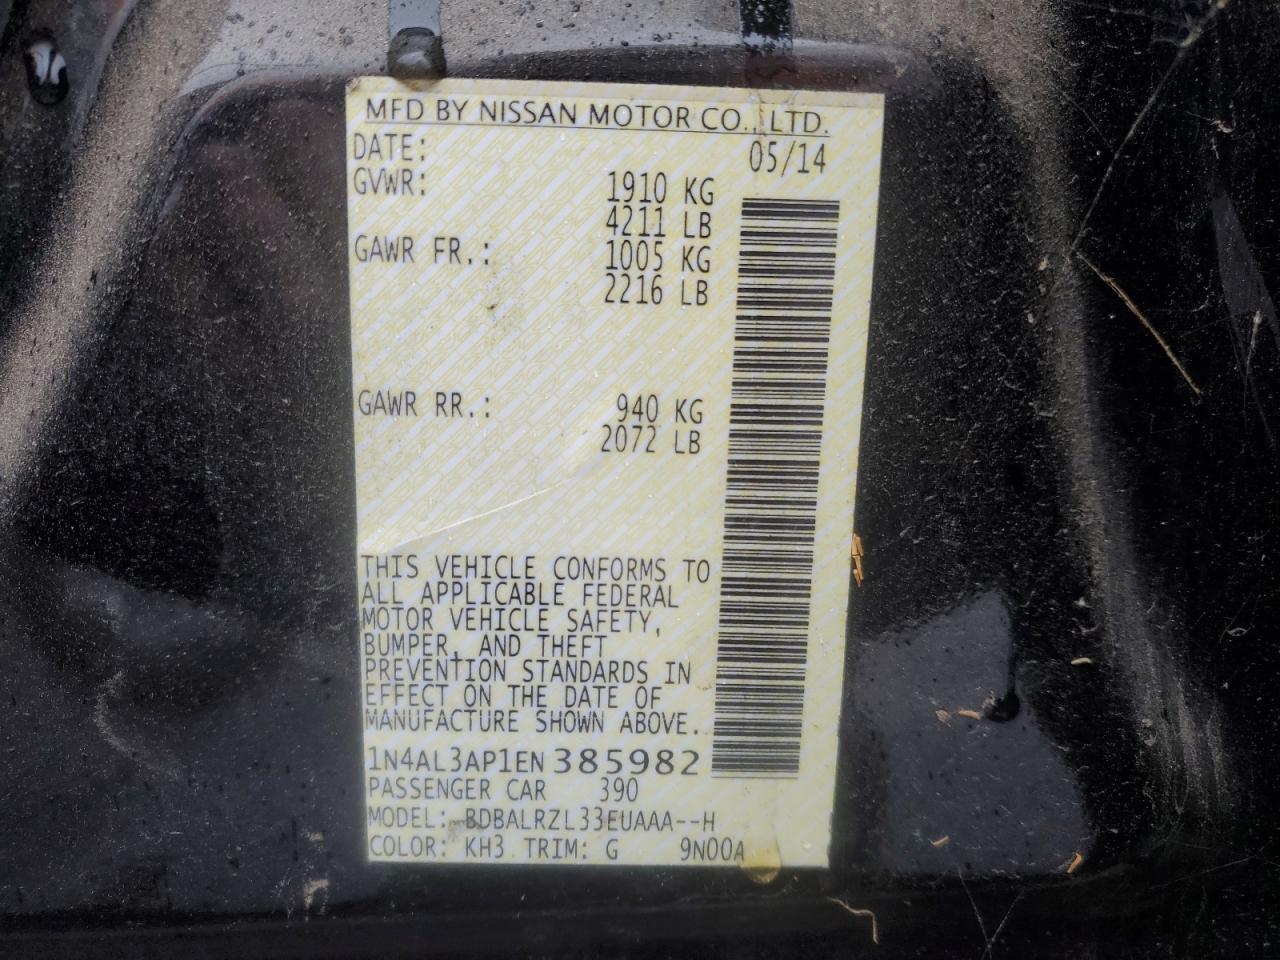 MFD BY NISSAN MOTOR CO., LTD.
DATE: 05/14
GVWR: 1910 KG
4211 LB
GAWR FR.: 1005 KG
2216 LB
GAWR RR.: 940 KG
2072 LB
THIS VEHICLE CONFORMS TO
ALL APPLICABLE FEDERAL
MOTOR VEHICLE SAFETY,
BUMPER, AND THEFT
PREVENTION STANDARDS IN
EFFECT ON THE DATE OF
MANUFACTURE SHOWN ABOVE.
1N4AL3AP1EN385982
PASSENGER CAR 390
MODEL: BDBALRZL33EUAAA--H
COLOR: KH3 TRIM: G 9N00A